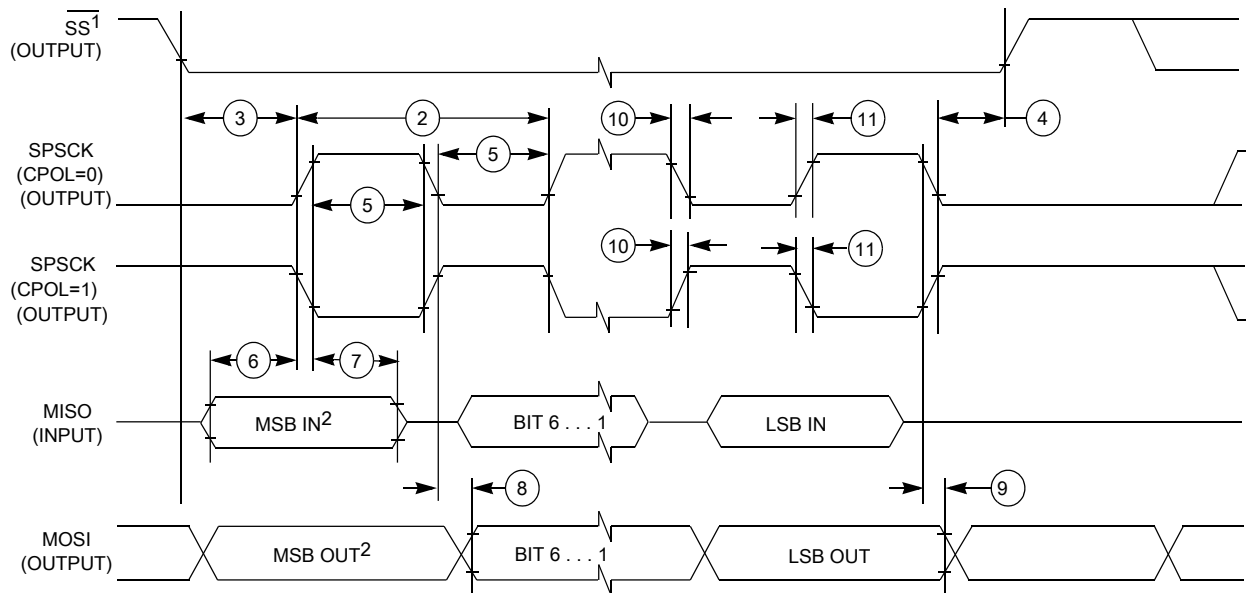 SS1
(OUTPUT)
3
2
10
11
4
SPSCK
(CPOL=0)
(OUTPUT)
5
5
10
11
SPSCK
(CPOL=1)
(OUTPUT)
6
7
MISO
(INPUT)
MSB IN2
BIT 6 . . . 1
LSB IN
8
9
MOSI
(OUTPUT)
MSB OUT2
BIT 6 . . . 1
LSB OUT